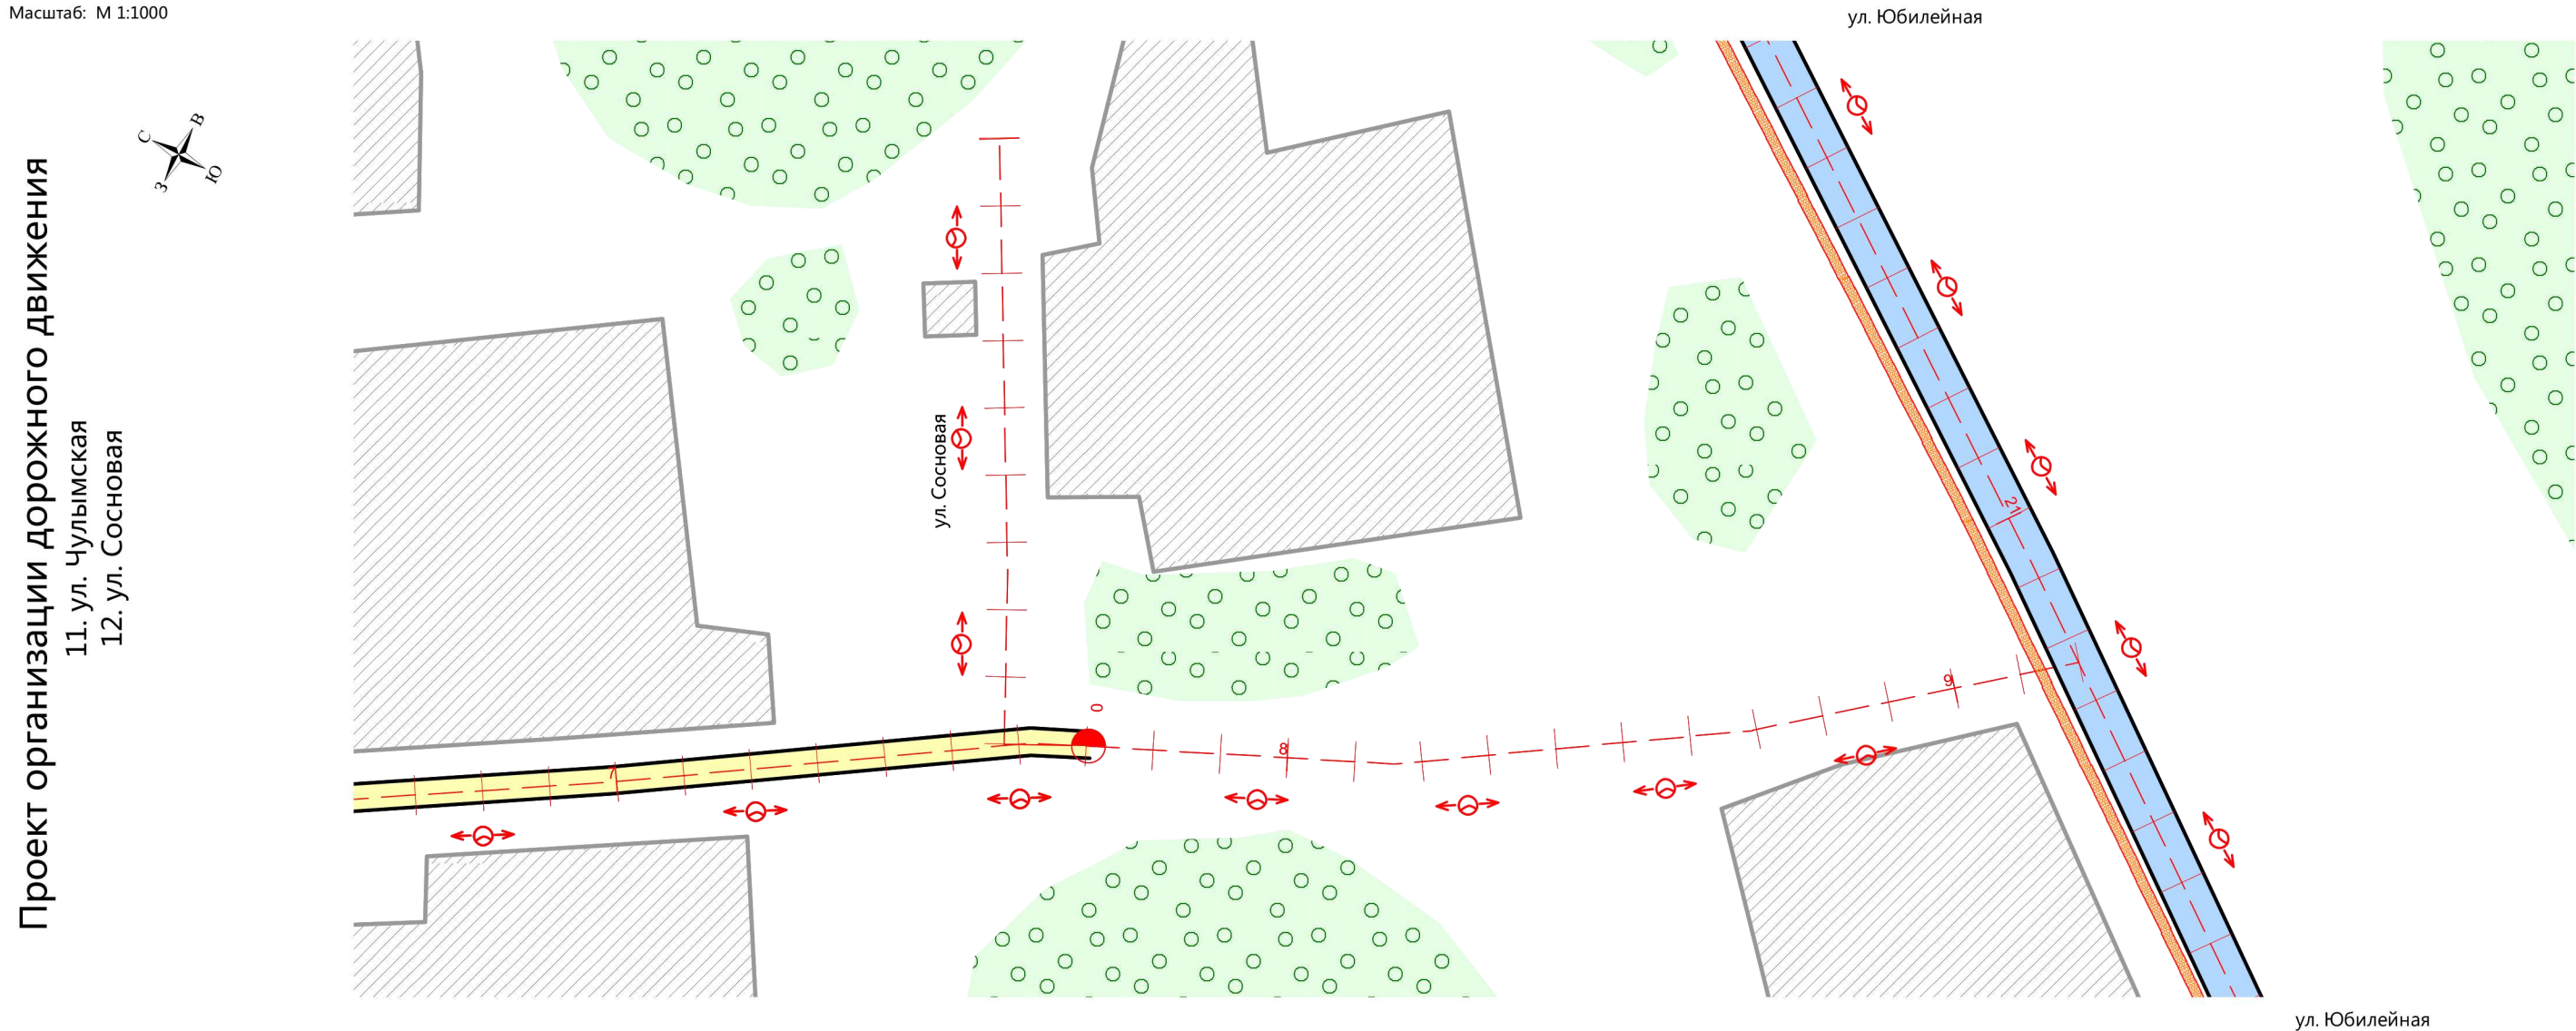 Масштаб: М 1:1000
ул. Юбилейная
Проект организации дорожного движения
11. ул. Чулымская
12. ул. Сосновая
С
В
З
Ю
ул. Сосновая
21
0
7
8
9
ул. Юбилейная